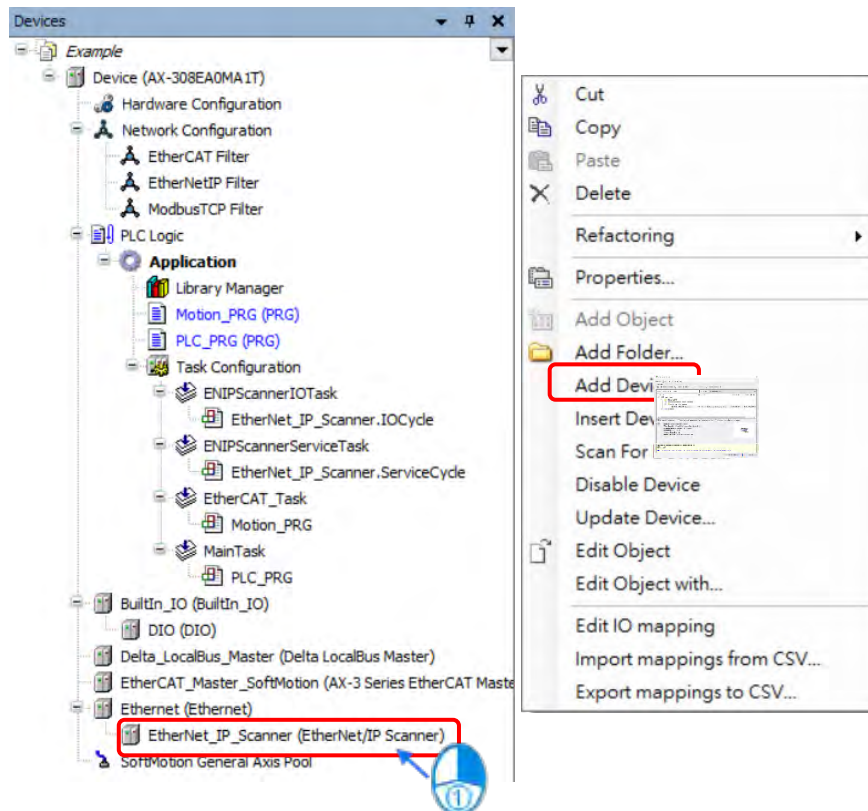 Devices
Example
Device (AX-308EA0MA1T)
Hardware Configuration
Network Configuration
EtherCAT Filter
EtherNetIP Filter
ModbusTCP Filter
PLC Logic
Application
Library Manager
Motion_PRG (PRG)
PLC_PRG (PRG)
Task Configuration
ENIPScannerIOTask
EtherNet_IP_Scanner.IOCycle
ENIPScannerServiceTask
EtherNet_IP_Scanner.ServiceCycle
EtherCAT_Task
Motion_PRG
MainTask
PLC_PRG
BuiltIn_IO (BuiltIn_IO)
DIO (DIO)
Delta_LocalBus_Master (Delta LocalBus Master)
EtherCAT_Master_SoftMotion (AX-3 Series EtherCAT Maste
Ethernet (Ethernet)
EtherNet_IP_Scanner (EtherNet/IP Scanner)
SoftMotion General Axis Pool
1
Cut
Copy
Paste
Delete
Refactoring
Properties...
Add Object
Add Folder...
Add Devi
Insert Dev
Scan For
Disable Device
Update Device...
Edit Object
Edit Object with...
Edit IO mapping
Import mappings from CSV...
Export mappings to CSV...